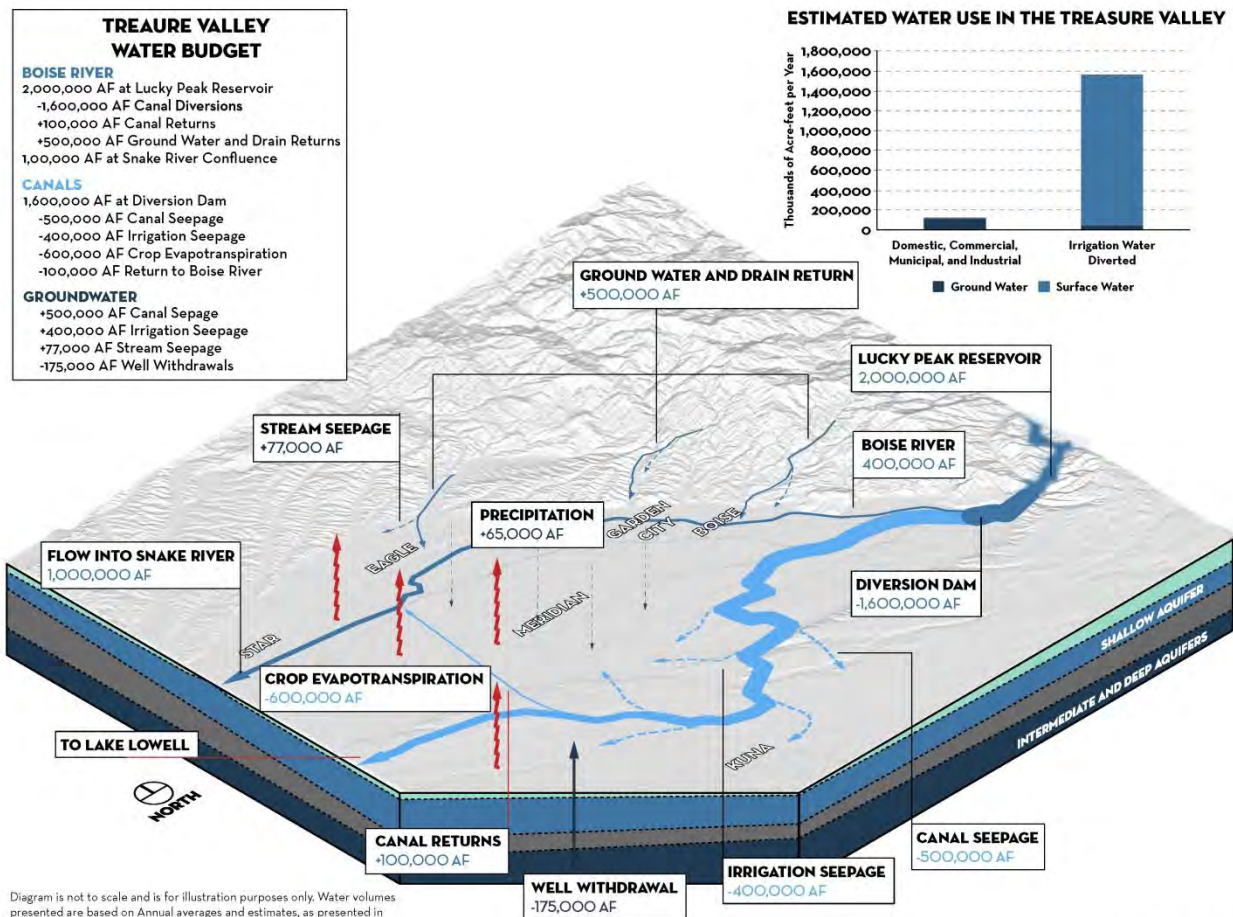 TREAURE VALLEY
WATER BUDGET
BOISE RIVER
2,000,000 AF at Lucky Peak Reservoir
-1,600,000 AF Canal Diversions
+100,000 AF Canal Returns
+500,000 AF Ground Water and Drain Returns
1,00,000 AF at Snake River Confluence
CANALS
1,600,000 AF at Diversion Dam
-500,000 AF Canal Seepage
-400,000 AF Irrigation Seepage
-600,000 AF Crop Evapotranspiration
-100,000 AF Return to Boise River
GROUNDWATER
+500,000 AF Canal Sepage
+400,000 AF Irrigation Seepage
+77,000 AF Stream Seepage
-175,000 AF Well Withdrawals
ESTIMATED WATER USE IN THE TREASURE VALLEY
Thousands of Acre-feet per Year
1,800,000
1,600,000
1,400,000
1,200,000
1,000,000
800,000
600,000
400,000
200,000
0
Domestic, Commercial,
Municipal, and Industrial
Irrigation Water
Diverted
Ground Water
Surface Water
GROUND WATER AND DRAIN RETURN
+500,000 AF
LUCKY PEAK RESERVOIR
2,000,000 AF
STREAM SEEPAGE
+77,000 AF
BOISE RIVER
400,000 AF
PRECIPITATION
+65,000 AF
GARDEN
CITY
BOISE
EAGLE
FLOW INTO SNAKE RIVER
1,000,000 AF
DIVERSION DAM
-1,600,000 AF
MERIDIAN
STAR
SHALLOW AQUIFER
CROP EVAPOTRANSPIRATION
-600,000 AF
INTERMEDIATE AND DEEP AQUIFERS
TO LAKE LOWELL
KUNA
NORTH
CANAL RETURNS
+100,000 AF
CANAL SEEPAGE
-500,000 AF
IRRIGATION SEEPAGE
-400,000 AF
WELL WITHDRAWAL
-175,000 AF
Diagram is not to scale and is for illustration purposes only. Water volumes
presented are based on Annual averages and estimates, as presented in